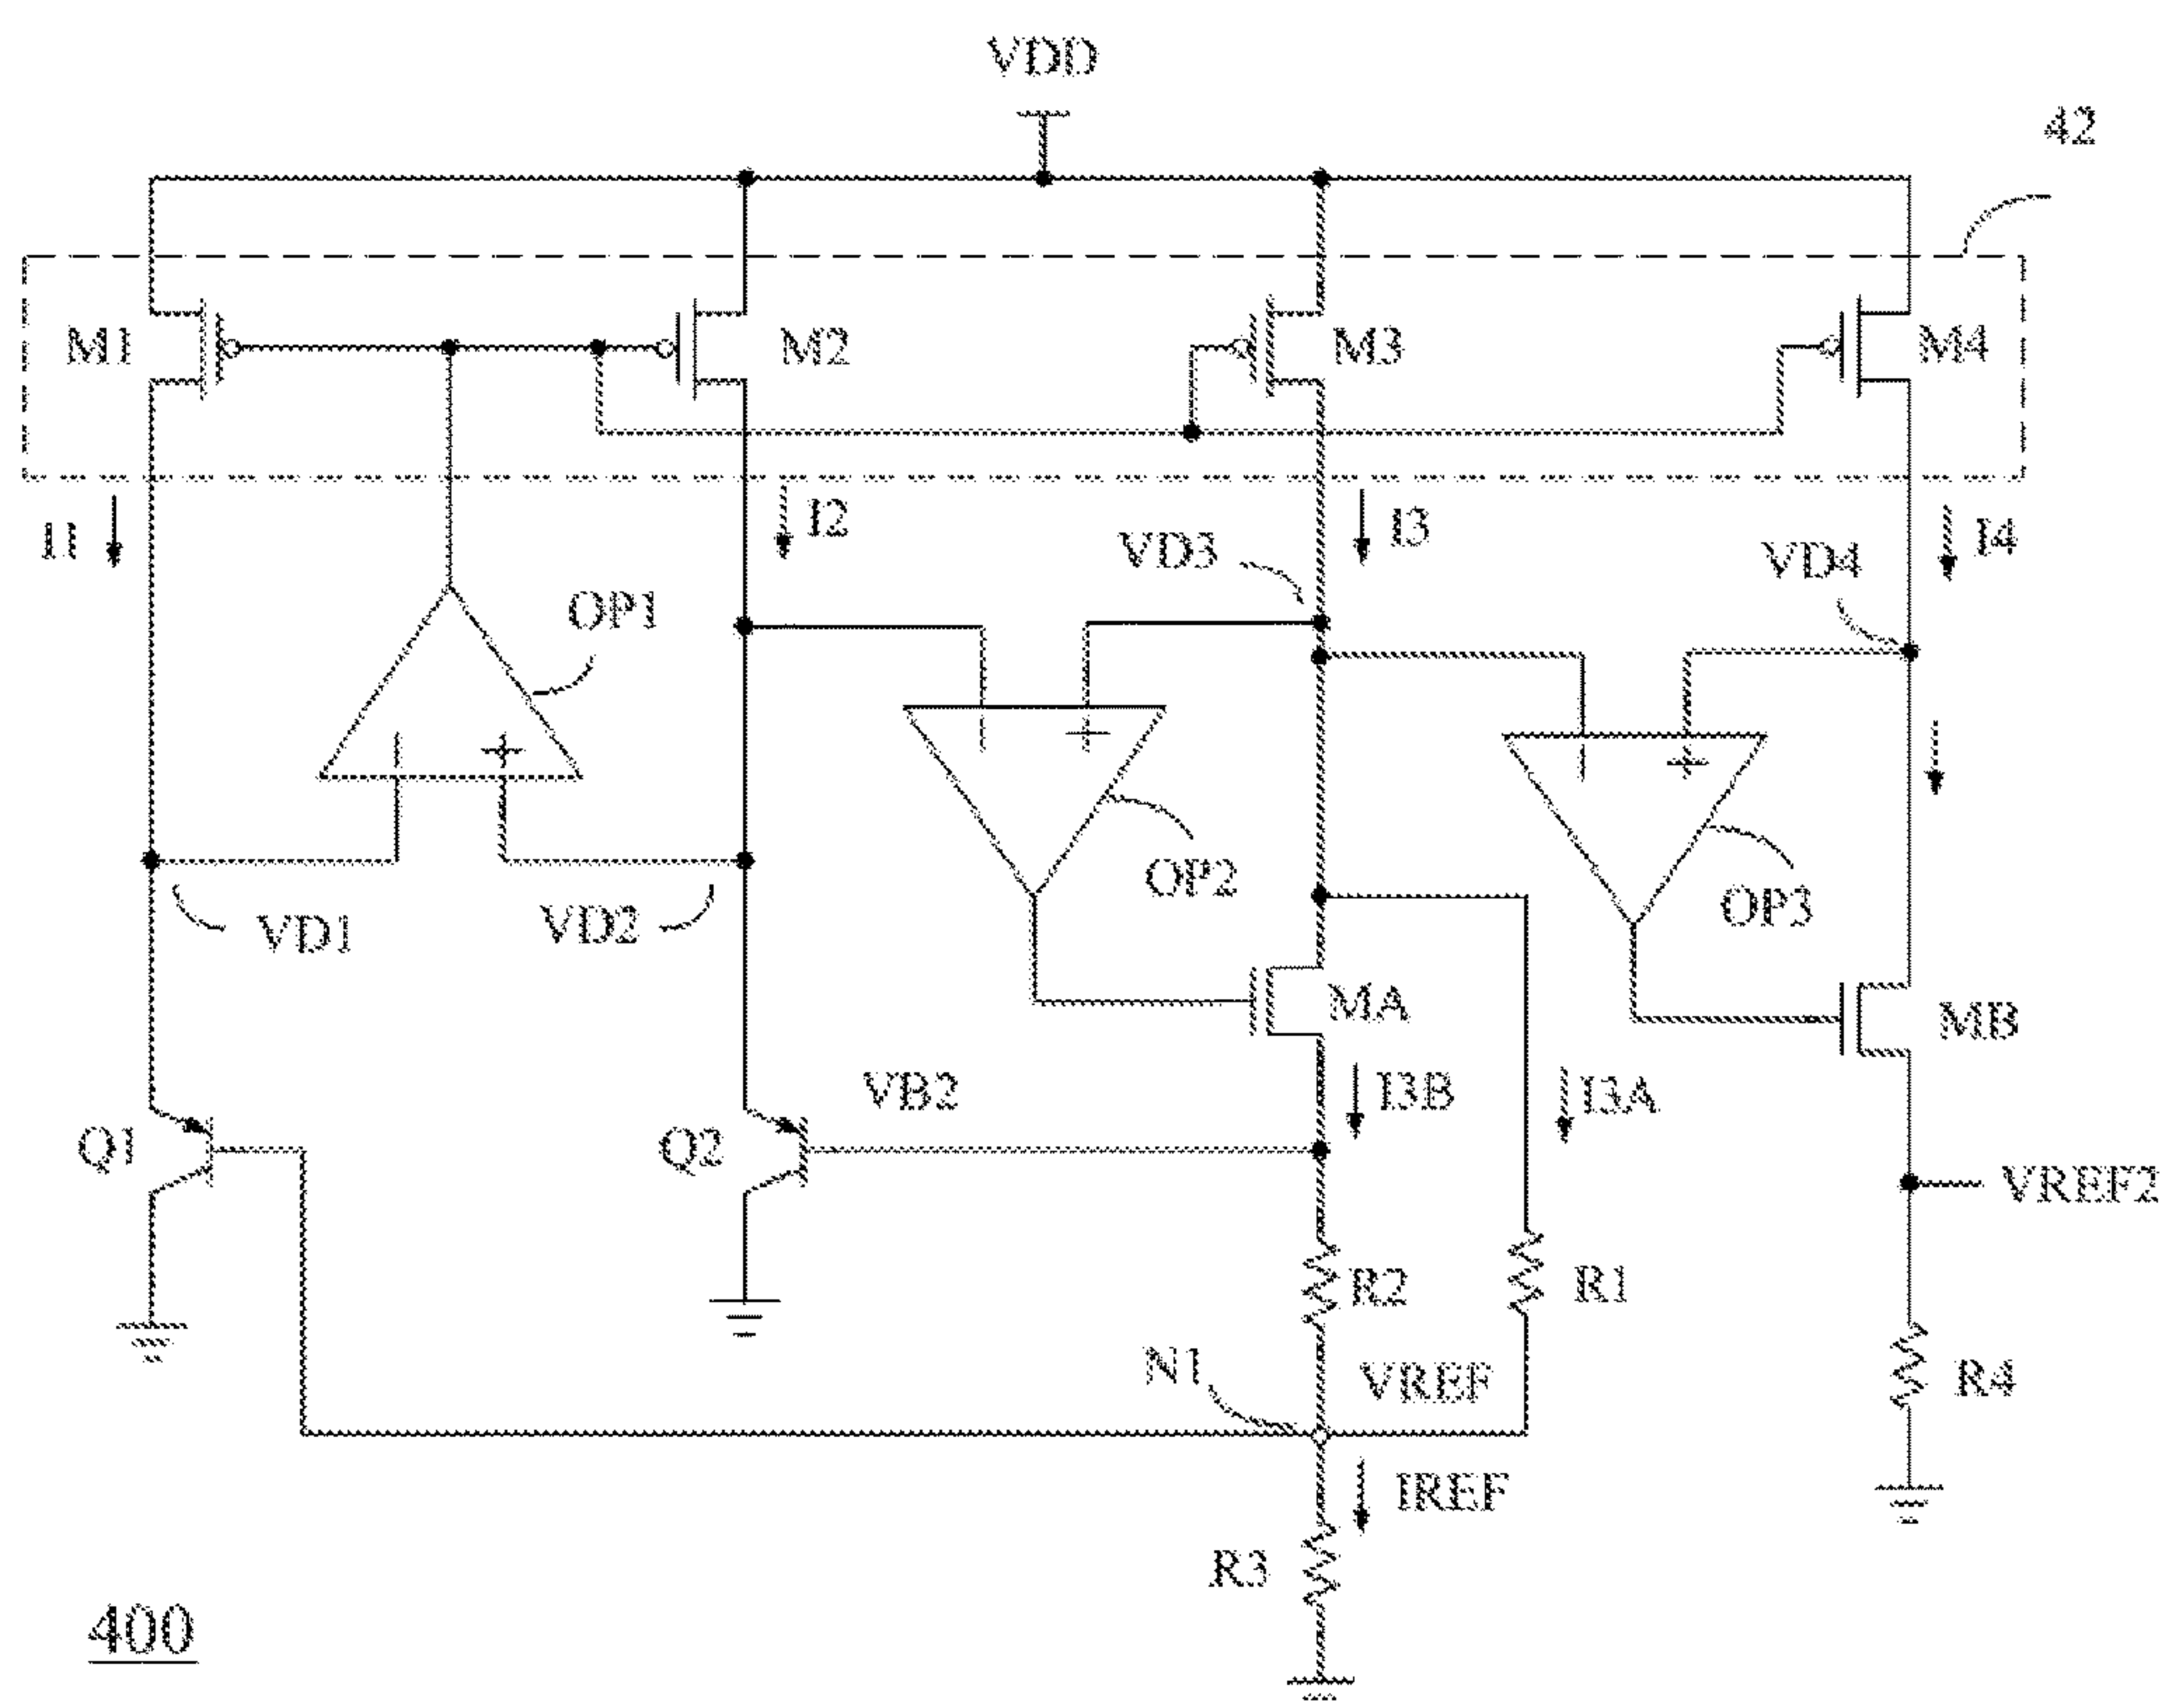 VDD
42
M1
M2
M3
M4
I1
I2
I3
I4
VD3
VD4
OP1
- +
- +
- +
OP2
OP3
VD1
VD2
MA
MB
VB2
I3B
I3A
Q1
Q2
VREF2
R2
R1
N1
VREF
R4
IREF
R3
400